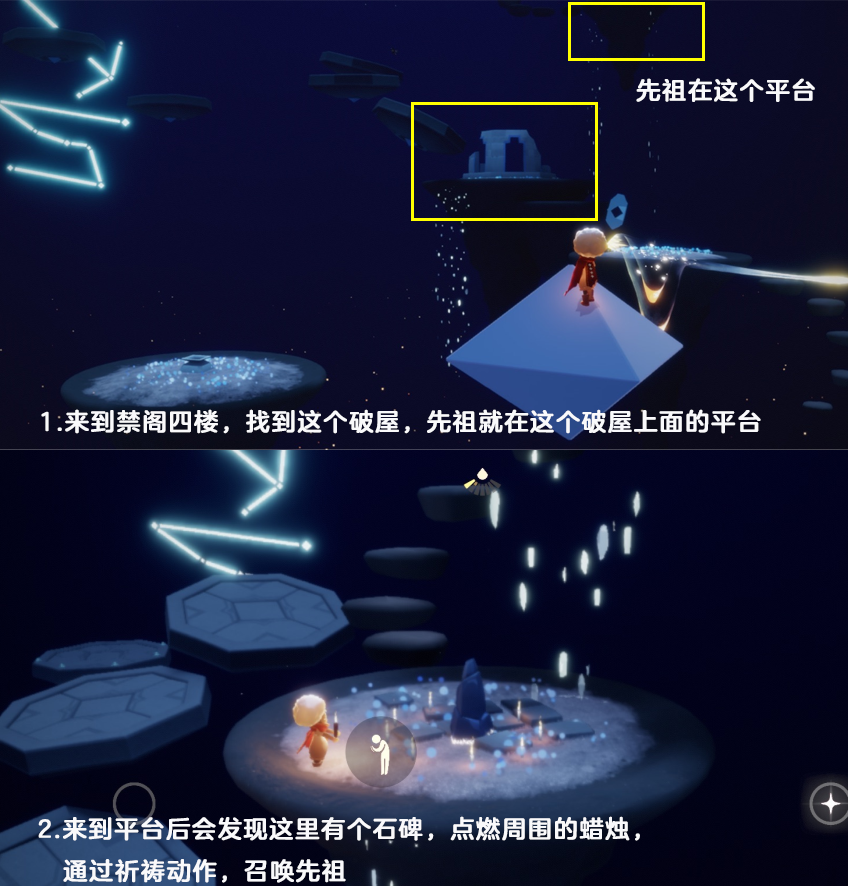 先祖在这个平台
1.来到禁阁四楼，找到这个破屋，先祖就在这个破屋上面的平台
2.来到平台后会发现这里有个石碑，点燃周围的蜡烛，
通过祈祷动作，召唤先祖